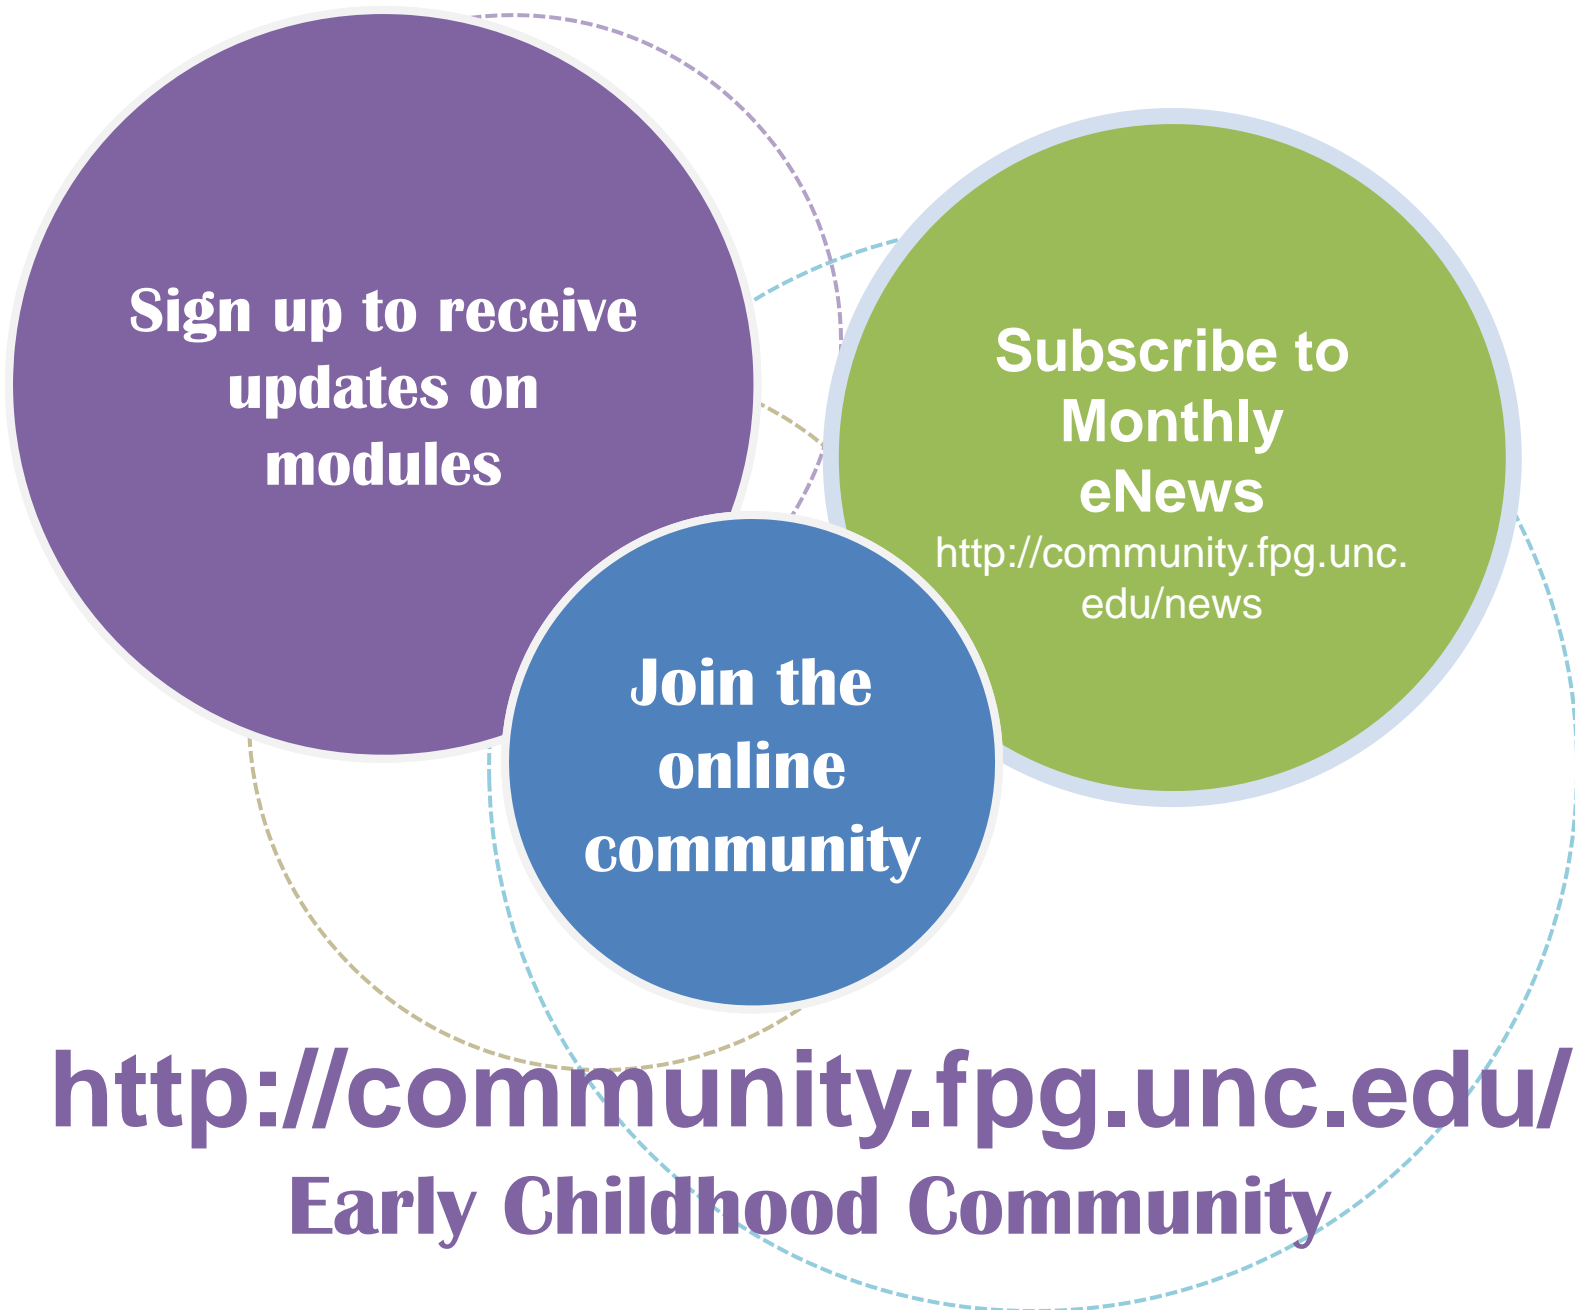 Sign up to receive
updates on
modules
Subscribe to
Monthly
eNews
http://community.fpg.unc.
edu/news
Join the
online
community
http://community.fpg.unc.edu/
Early Childhood Community